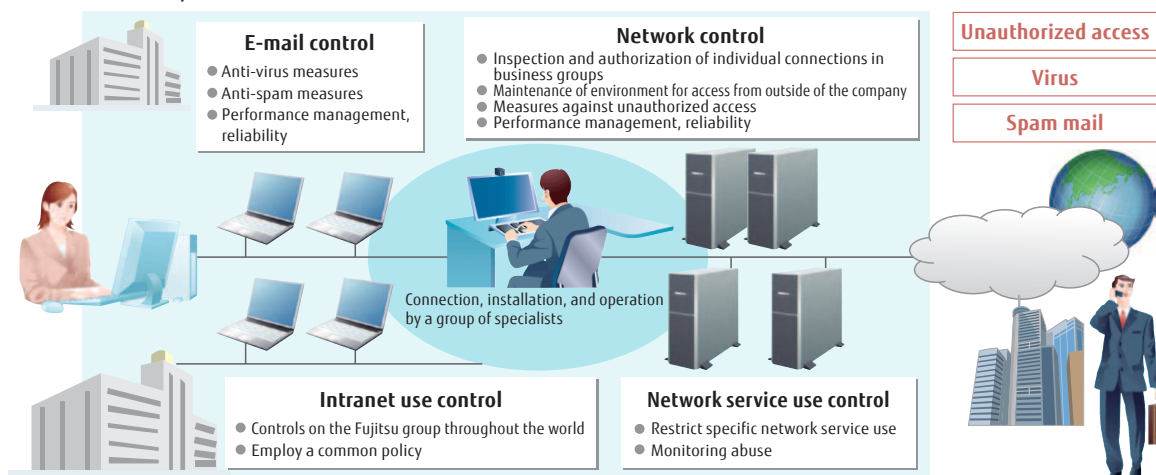 E-mail control
● Anti-virus measures
● Anti-spam measures
● Performance management,
reliability
Network control
● Inspection and authorization of individual connections in
business groups
● Maintenance of environment for access from outside of the company
● Measures against unauthorized access
● Performance management, reliability
Unauthorized access
Virus
Spam mail
Connection, installation, and operation
by a group of specialists
Intranet use control
● Controls on the Fujitsu group throughout the world
● Employ a common policy
Network service use control
● Restrict specific network service use
● Monitoring abuse